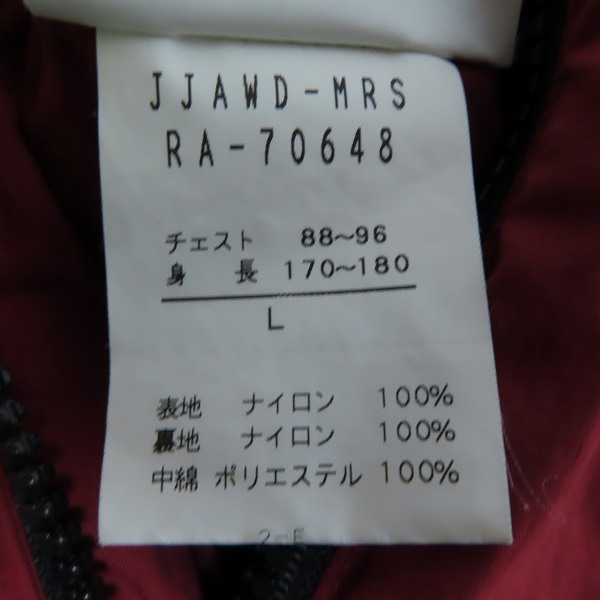 JJAWD-MRS
RA-70648
チェスト 88～96
身長 170～180
L
表地 ナイロン 100%
裏地 ナイロン 100%
中綿 ポリエステル 100%